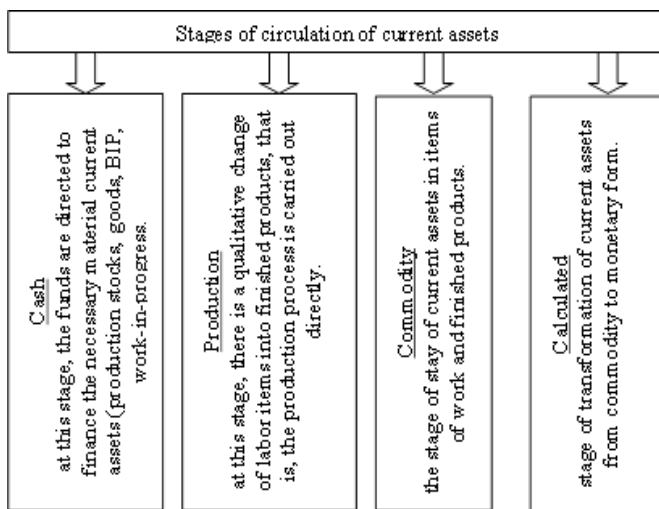 Stages of circulation of current assets
Cash
at this stage, the funds are directed to
finance the necessary material current
assets (production stocks, goods, BIP,
work-in-progress.
Production
at this stage, there is a qualitative change
of labor items into finished products, that
is, the production process is carried out
directly.
Commodity
the stage of stay of current assets in items
of work and finished products.
Calculated
stage of transformation of current assets
from commodity to monetary form.